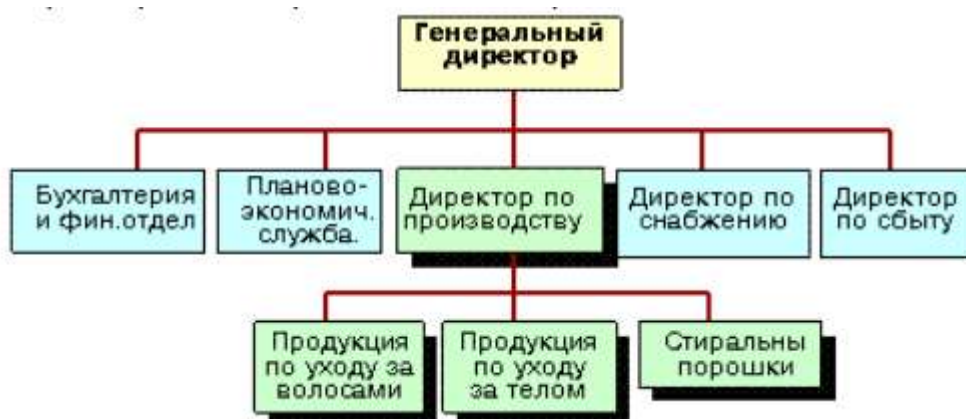 Генеральный
директор
Бухгалтерия
и фин.отдел
Планово-
экономич.
служба.
Директор по
производству
Директор по
снабжению
Директор
по сбыту
Продукция
по уходу за
волосами
Продукция
по уходу
за телом
Стиральны
порошки